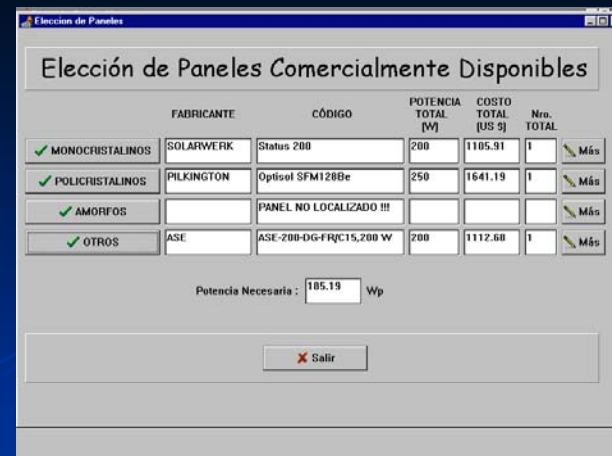 Eleccion de Paneles
Elección de Paneles Comercialmente Disponibles
FABRICANTE CÓDIGO POTENCIA TOTAL (W) COSTO TOTAL (US $) Nro. TOTAL
MONOCRISTALINOS SOLARWERK Status 200 200 1105.91 1 Más
POLICRISTALINOS PILKINGTON Optisol SFM128Be 250 1641.19 1 Más
AMORFOS PANEL NO LOCALIZADO !!! Más
OTROS ASE ASE-200-DG-FR/C15,200 W 200 1112.60 1 Más
Potencia Necesaria : 185.19 Wp
Salir